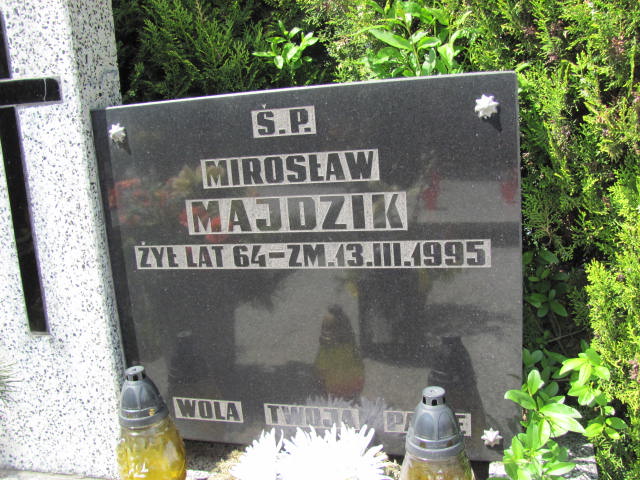 Ś.P.
MIROSŁAW
MAJDZIK
ŻYŁ LAT 64-ZM.13.III.1995
WOLA TWOJA